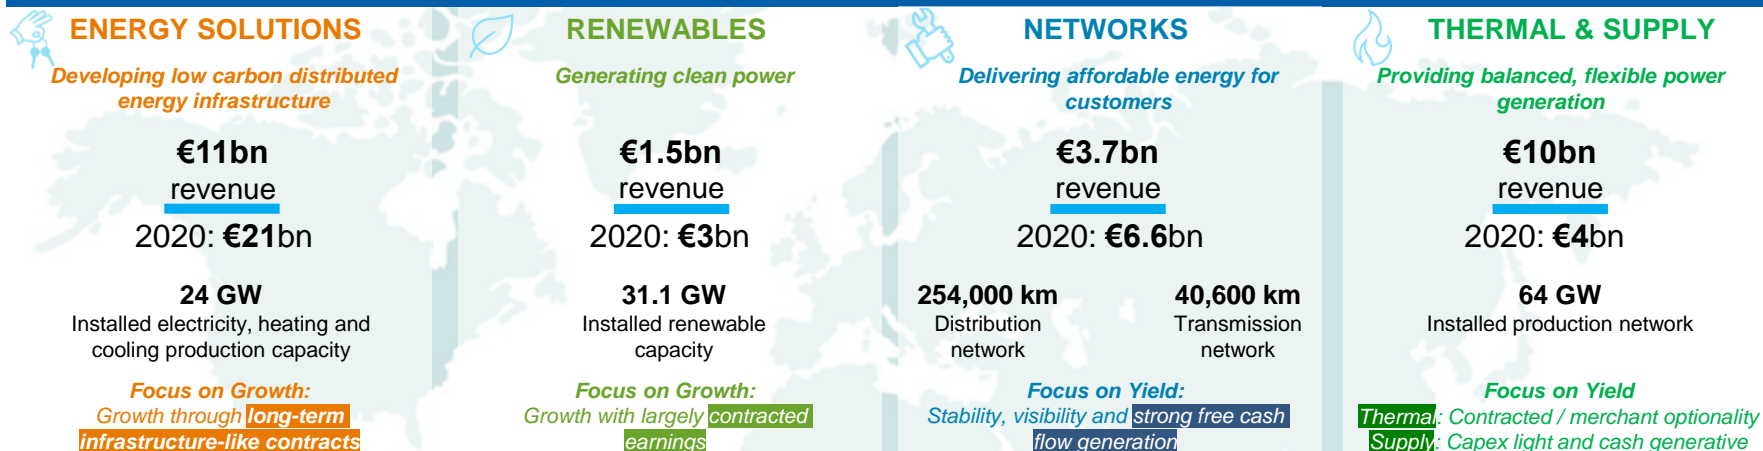 ENERGY SOLUTIONS
Developing low carbon distributed
energy infrastructure
€11bn
revenue
2020: €21bn
24 GW
Installed electricity, heating and
cooling production capacity
Focus on Growth:
Growth through long-term
infrastructure-like contracts
RENEWABLES
Generating clean power
€1.5bn
revenue
2020: €3bn
31.1 GW
Installed renewable
capacity
Focus on Growth:
Growth with largely contracted
earnings
NETWORKS
Delivering affordable energy for
customers
€3.7bn
revenue
2020: €6.6bn
254,000 km
Distribution
network
40,600 km
Transmission
network
Focus on Yield:
Stability, visibility and strong free cash
flow generation
THERMAL & SUPPLY
Providing balanced, flexible power
generation
€10bn
revenue
2020: €4bn
64 GW
Installed production network
Focus on Yield
Thermal: Contracted / merchant optionality
Supply: Capex light and cash generative